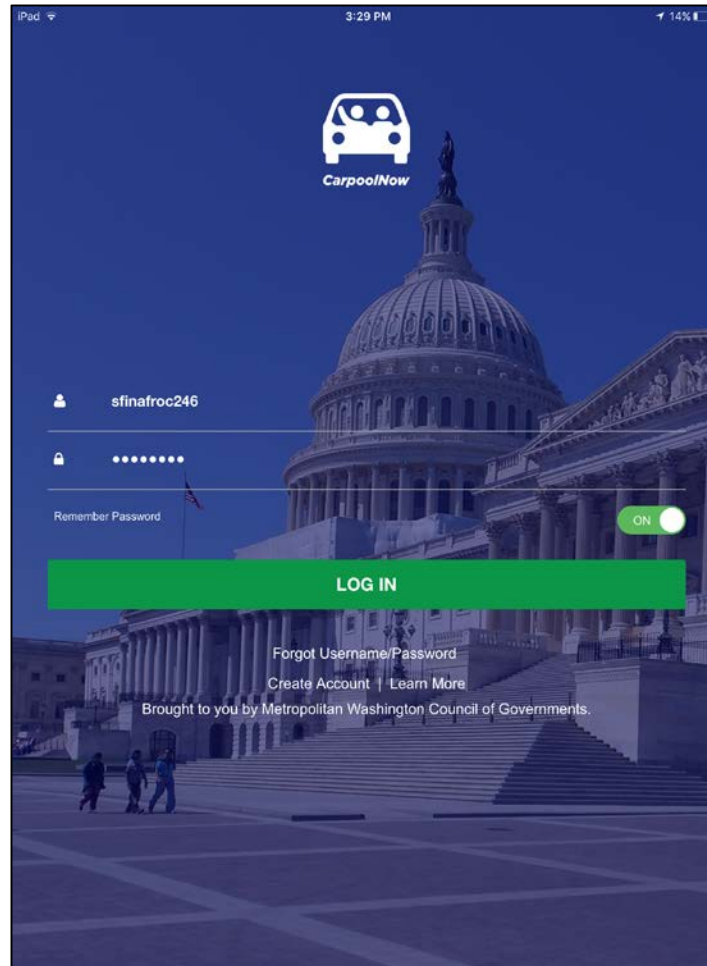 iPad 3:29 PM 14%
CarpoolNow
sfinafroc246
••••••••
Remember Password ON
LOG IN
Forgot Username/Password
Create Account | Learn More
Brought to you by Metropolitan Washington Council of Governments.